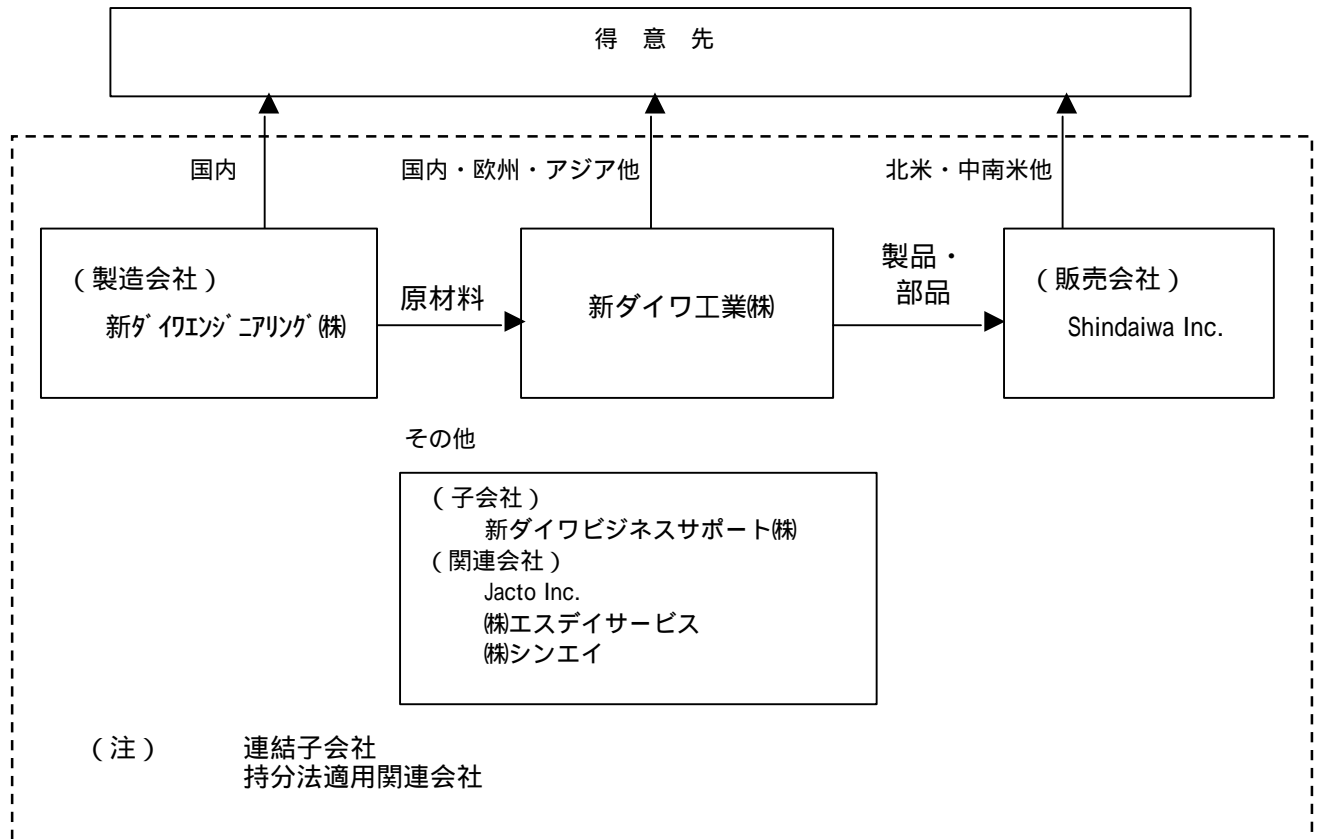 得 意 先
国内
国内・欧州・アジア他
北米・中南米他
(製造会社)
新ダイワエンジニアリング(株)
原材料
新ダイワ工業㈱
製品・
部品
(販売会社)
Shindaiwa Inc.
その他
(子会社)
新ダイワビジネスサポート㈱
(関連会社)
Jacto Inc.
㈱エスデイサービス
㈱シンエイ
(注) 連結子会社
持分法適用関連会社